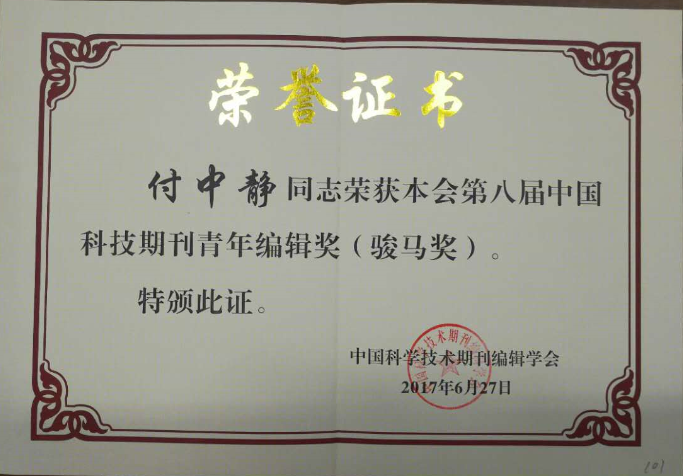 荣誉证书
付中静同志荣获本会第八届中国
科技期刊青年编辑奖（骏马奖）。
特颁此证。
中国科学技术期刊编辑学会
2017年6月27日
101